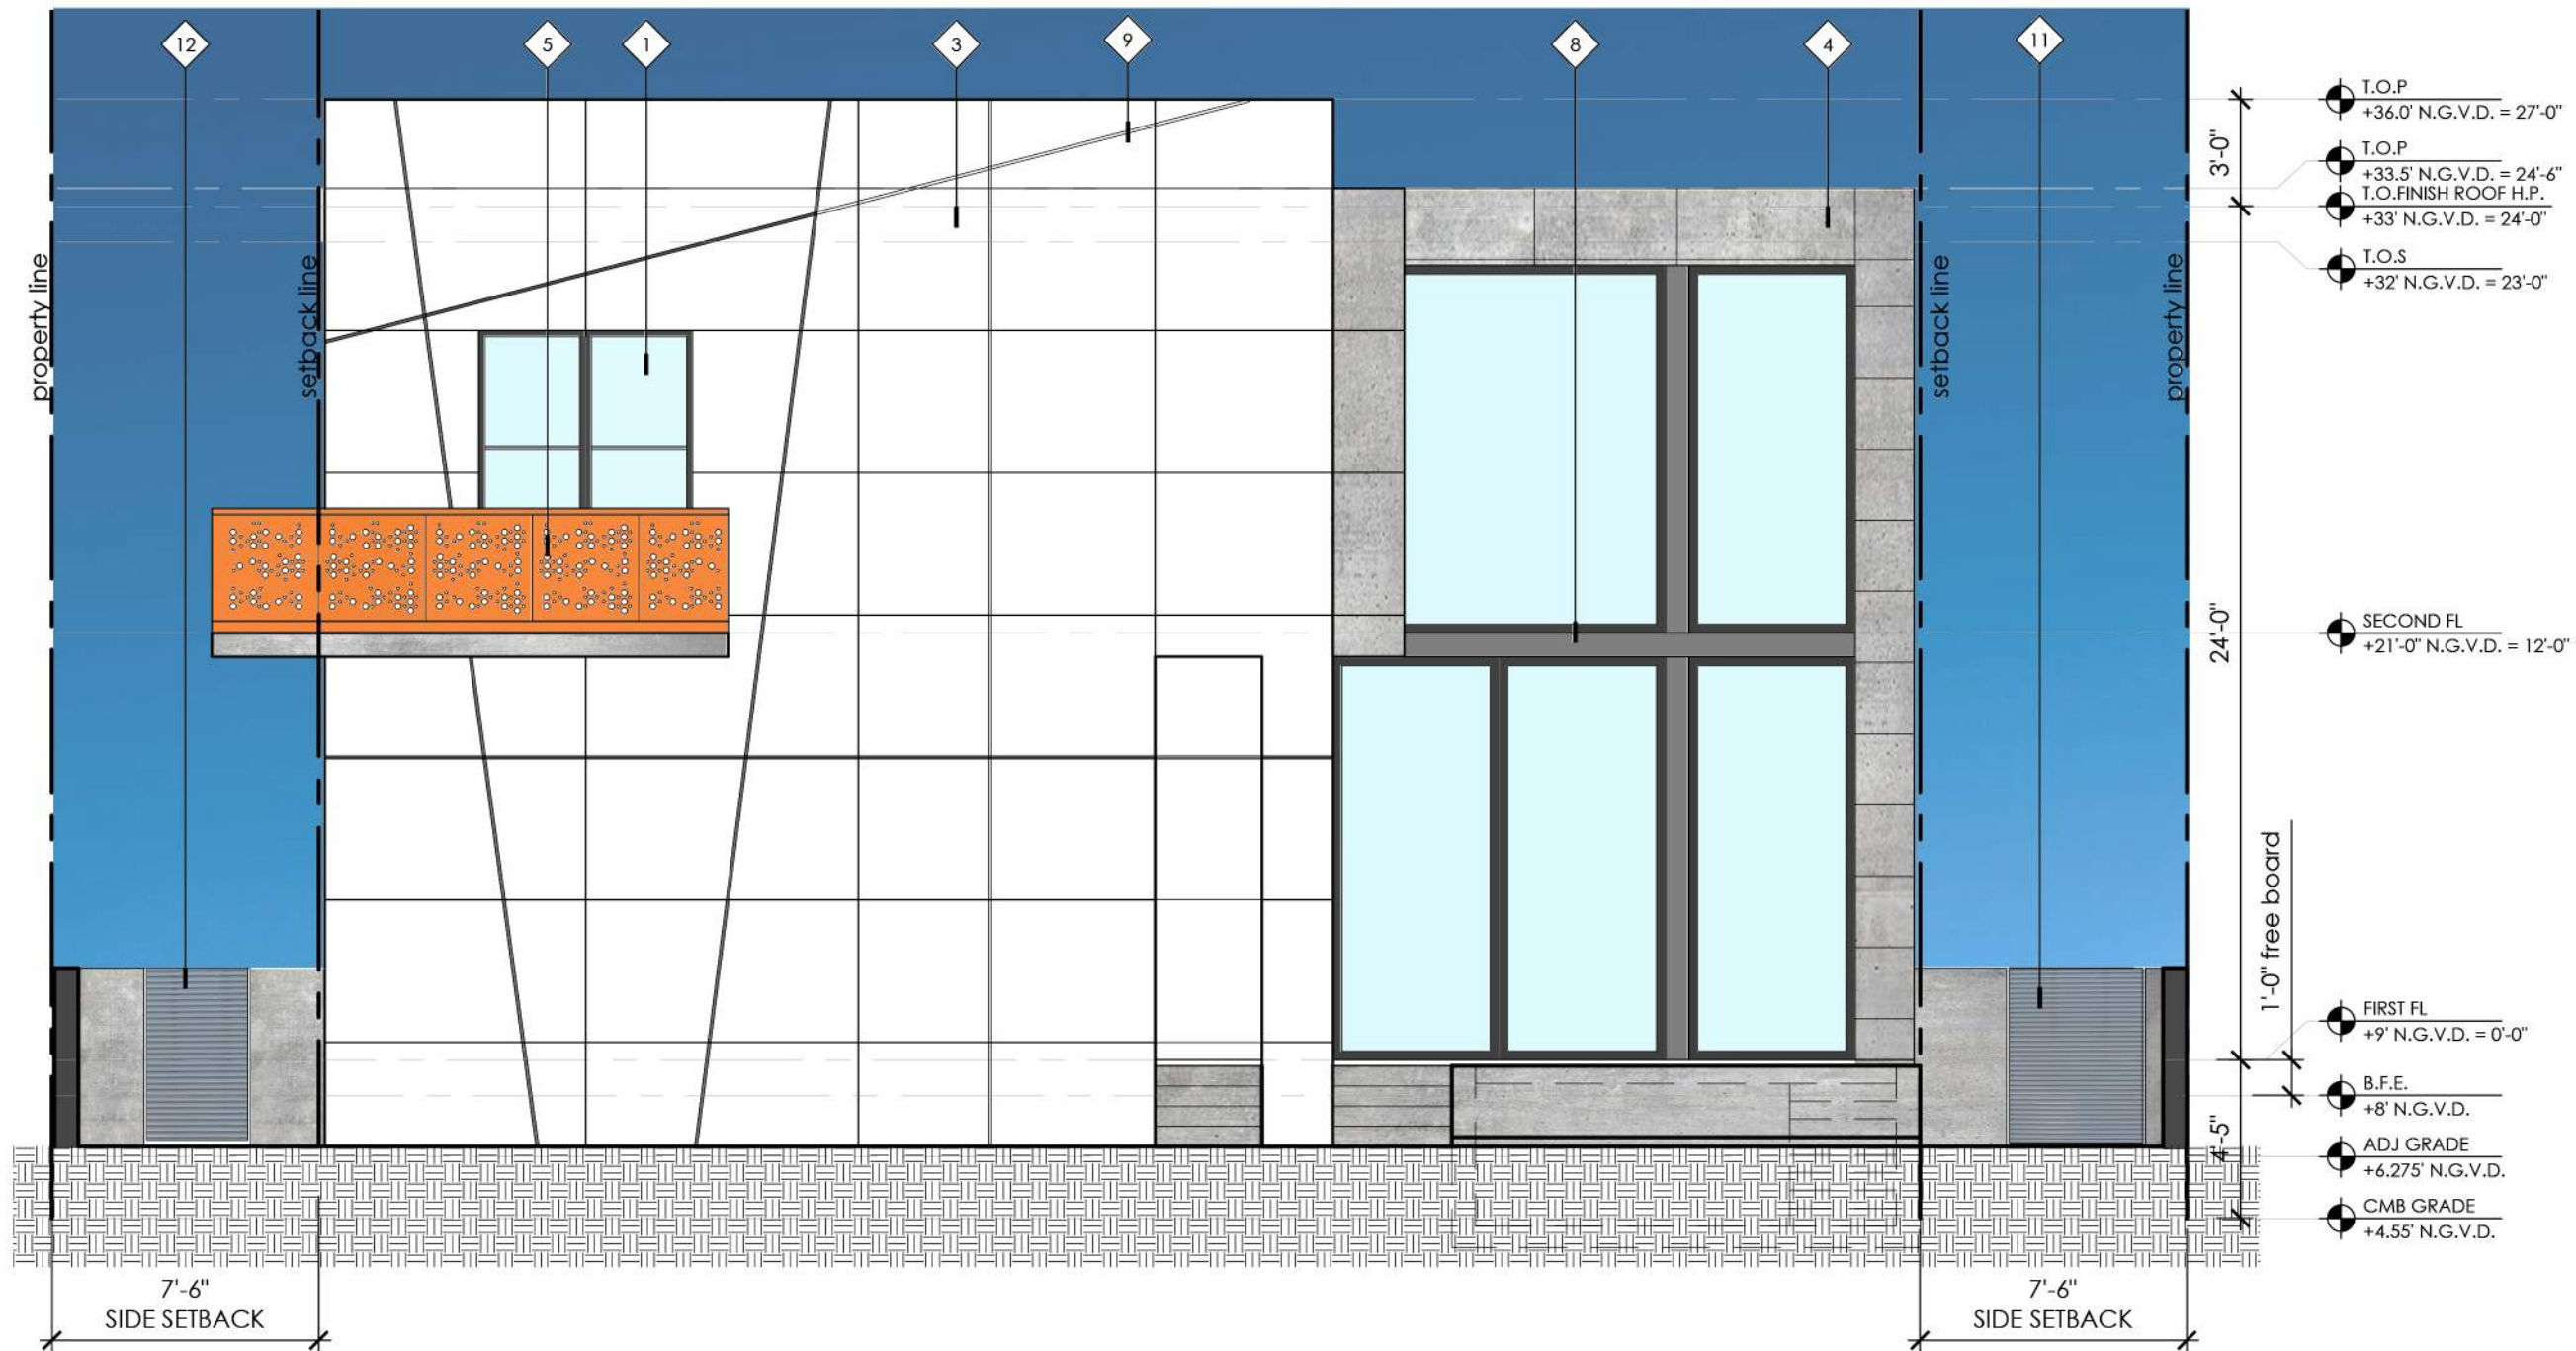 12
5
1
3
9
8
4
11
T.O.P
+36.0' N.G.V.D. = 27'-0"
T.O.P
+33.5' N.G.V.D. = 24'-6"
T.O.FINISH ROOF H.P.
+33' N.G.V.D. = 24'-0"
T.O.S
+32' N.G.V.D. = 23'-0"
3'-0"
property line
setback line
setback line
property line
SECOND FL
+21'-0" N.G.V.D. = 12'-0"
24'-0"
1'-0" free board
FIRST FL
+9' N.G.V.D. = 0'-0"
B.F.E.
+8' N.G.V.D.
4'-5"
ADJ GRADE
+6.275' N.G.V.D.
CMB GRADE
+4.55' N.G.V.D.
7'-6"
SIDE SETBACK
7'-6"
SIDE SETBACK